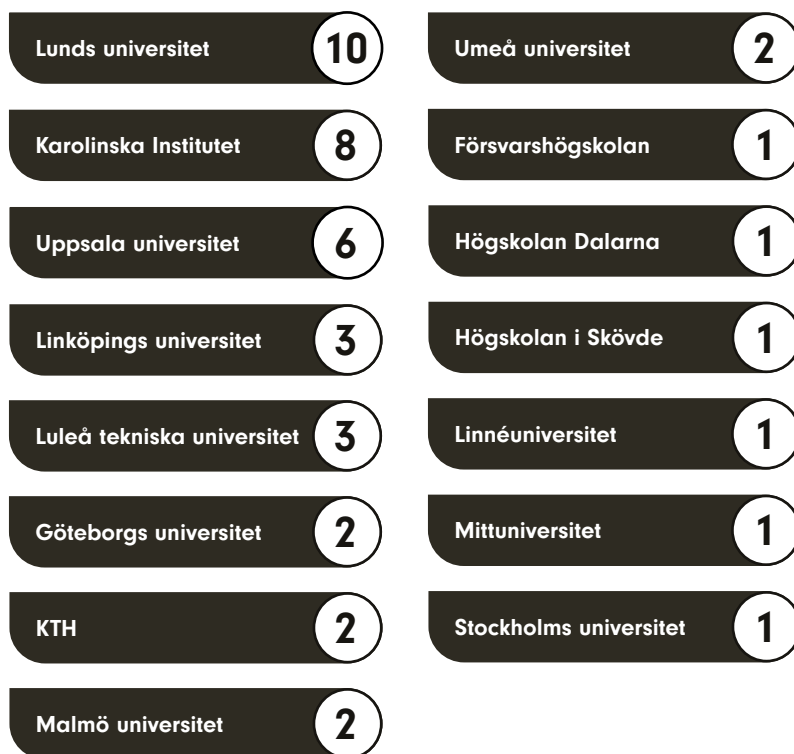 Lunds universitet 10
Karolinska Institutet 8
Uppsala universitet 6
Linköpings universitet 3
Luleå tekniska universitet 3
Göteborgs universitet 2
KTH 2
Malmö universitet 2
Umeå universitet 2
Försvarshögskolan 1
Högskolan Dalarna 1
Högskolan i Skövde 1
Linnéuniversitet 1
Mittuniversitet 1
Stockholms universitet 1